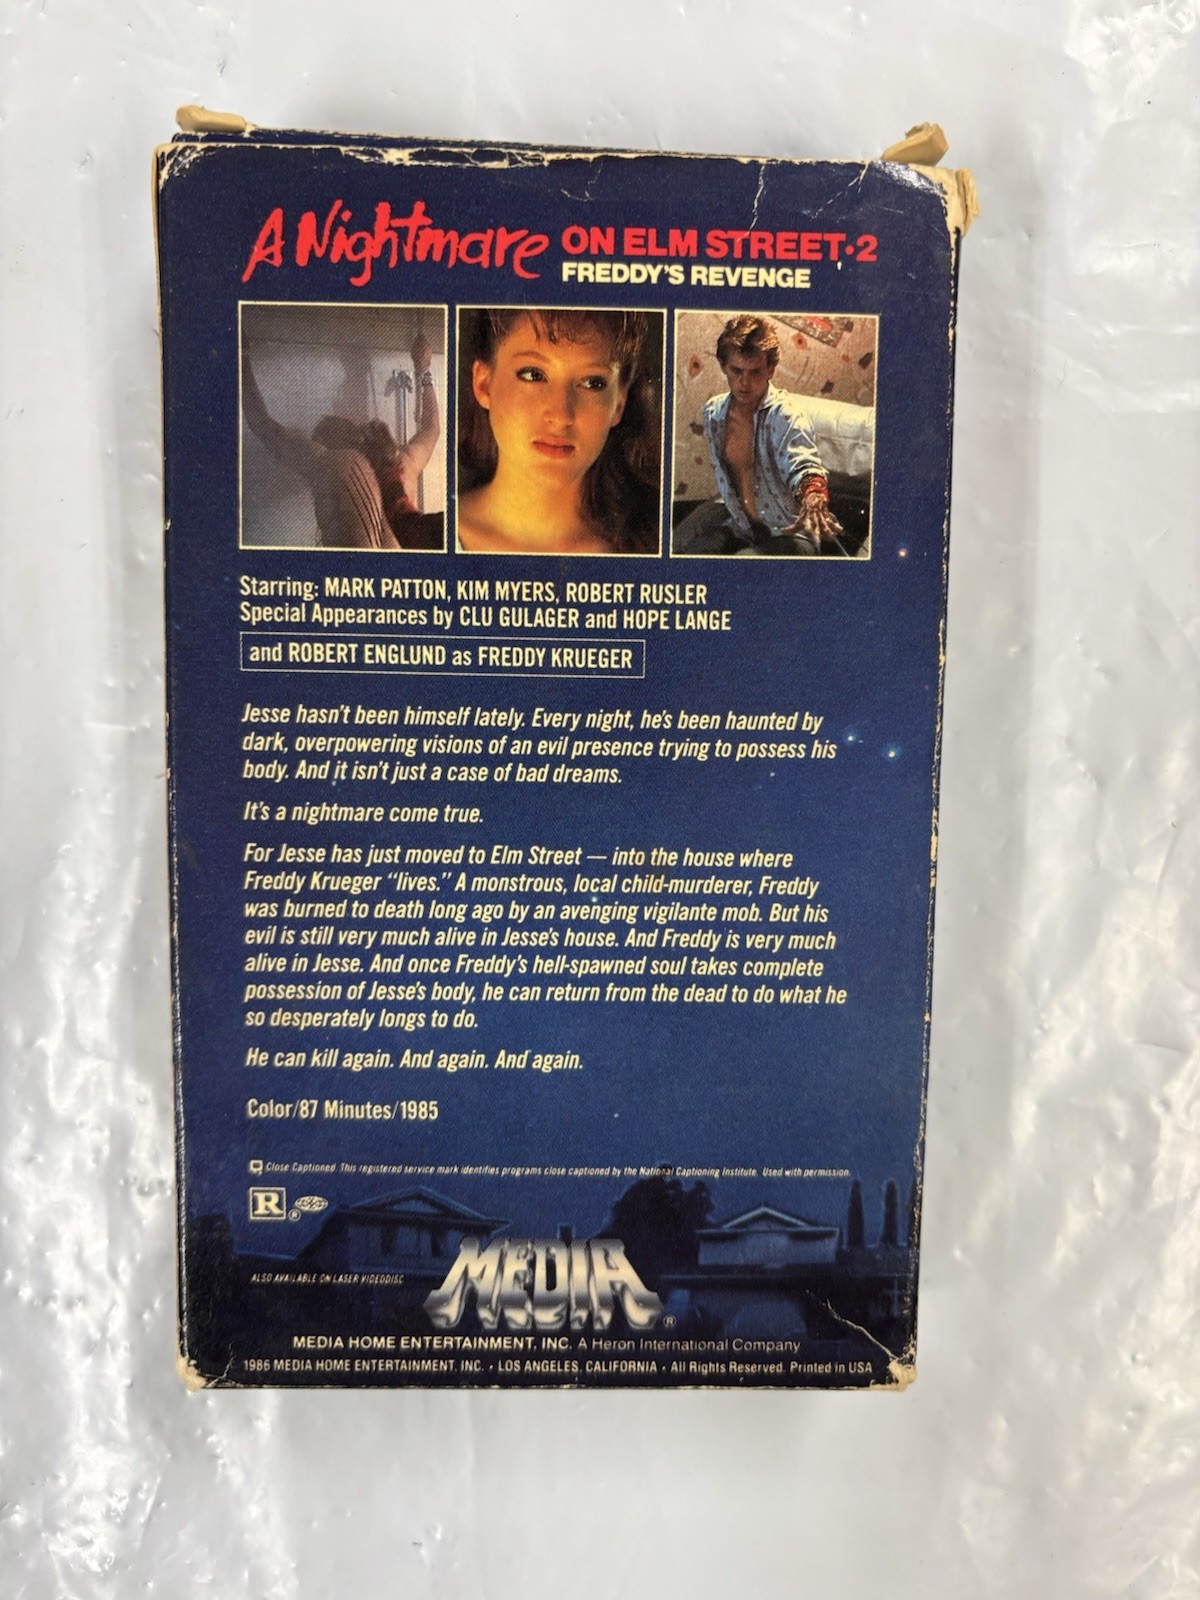 A Nightmare ON ELM STREET•2
FREDDY'S REVENGE
Starring: MARK PATTON, KIM MYERS, ROBERT RUSLER
Special Appearances by CLU GULAGER and HOPE LANGE
and ROBERT ENGLUND as FREDDY KRUEGER
Jesse hasn't been himself lately. Every night, he's been haunted by
dark, overpowering visions of an evil presence trying to possess his
body. And it isn't just a case of bad dreams.
It's a nightmare come true.
For Jesse has just moved to Elm Street — into the house where
Freddy Krueger “lives.” A monstrous, local child-murderer, Freddy
was burned to death long ago by an avenging vigilante mob. But his
evil is still very much alive in Jesse's house. And Freddy is very much
alive in Jesse. And once Freddy's hell-spawned soul takes complete
possession of Jesse's body, he can return from the dead to do what he
so desperately longs to do.
He can kill again. And again. And again.
Color/87 Minutes/1985
Close Captioned. This registered service mark identifies programs close captioned by the National Captioning Institute. Used with permission.
R ®
ALSO AVAILABLE ON LASER VIDEODISC
MEDIA ®
MEDIA HOME ENTERTAINMENT, INC. A Heron International Company
1986 MEDIA HOME ENTERTAINMENT, INC. • LOS ANGELES, CALIFORNIA • All Rights Reserved. Printed in USA